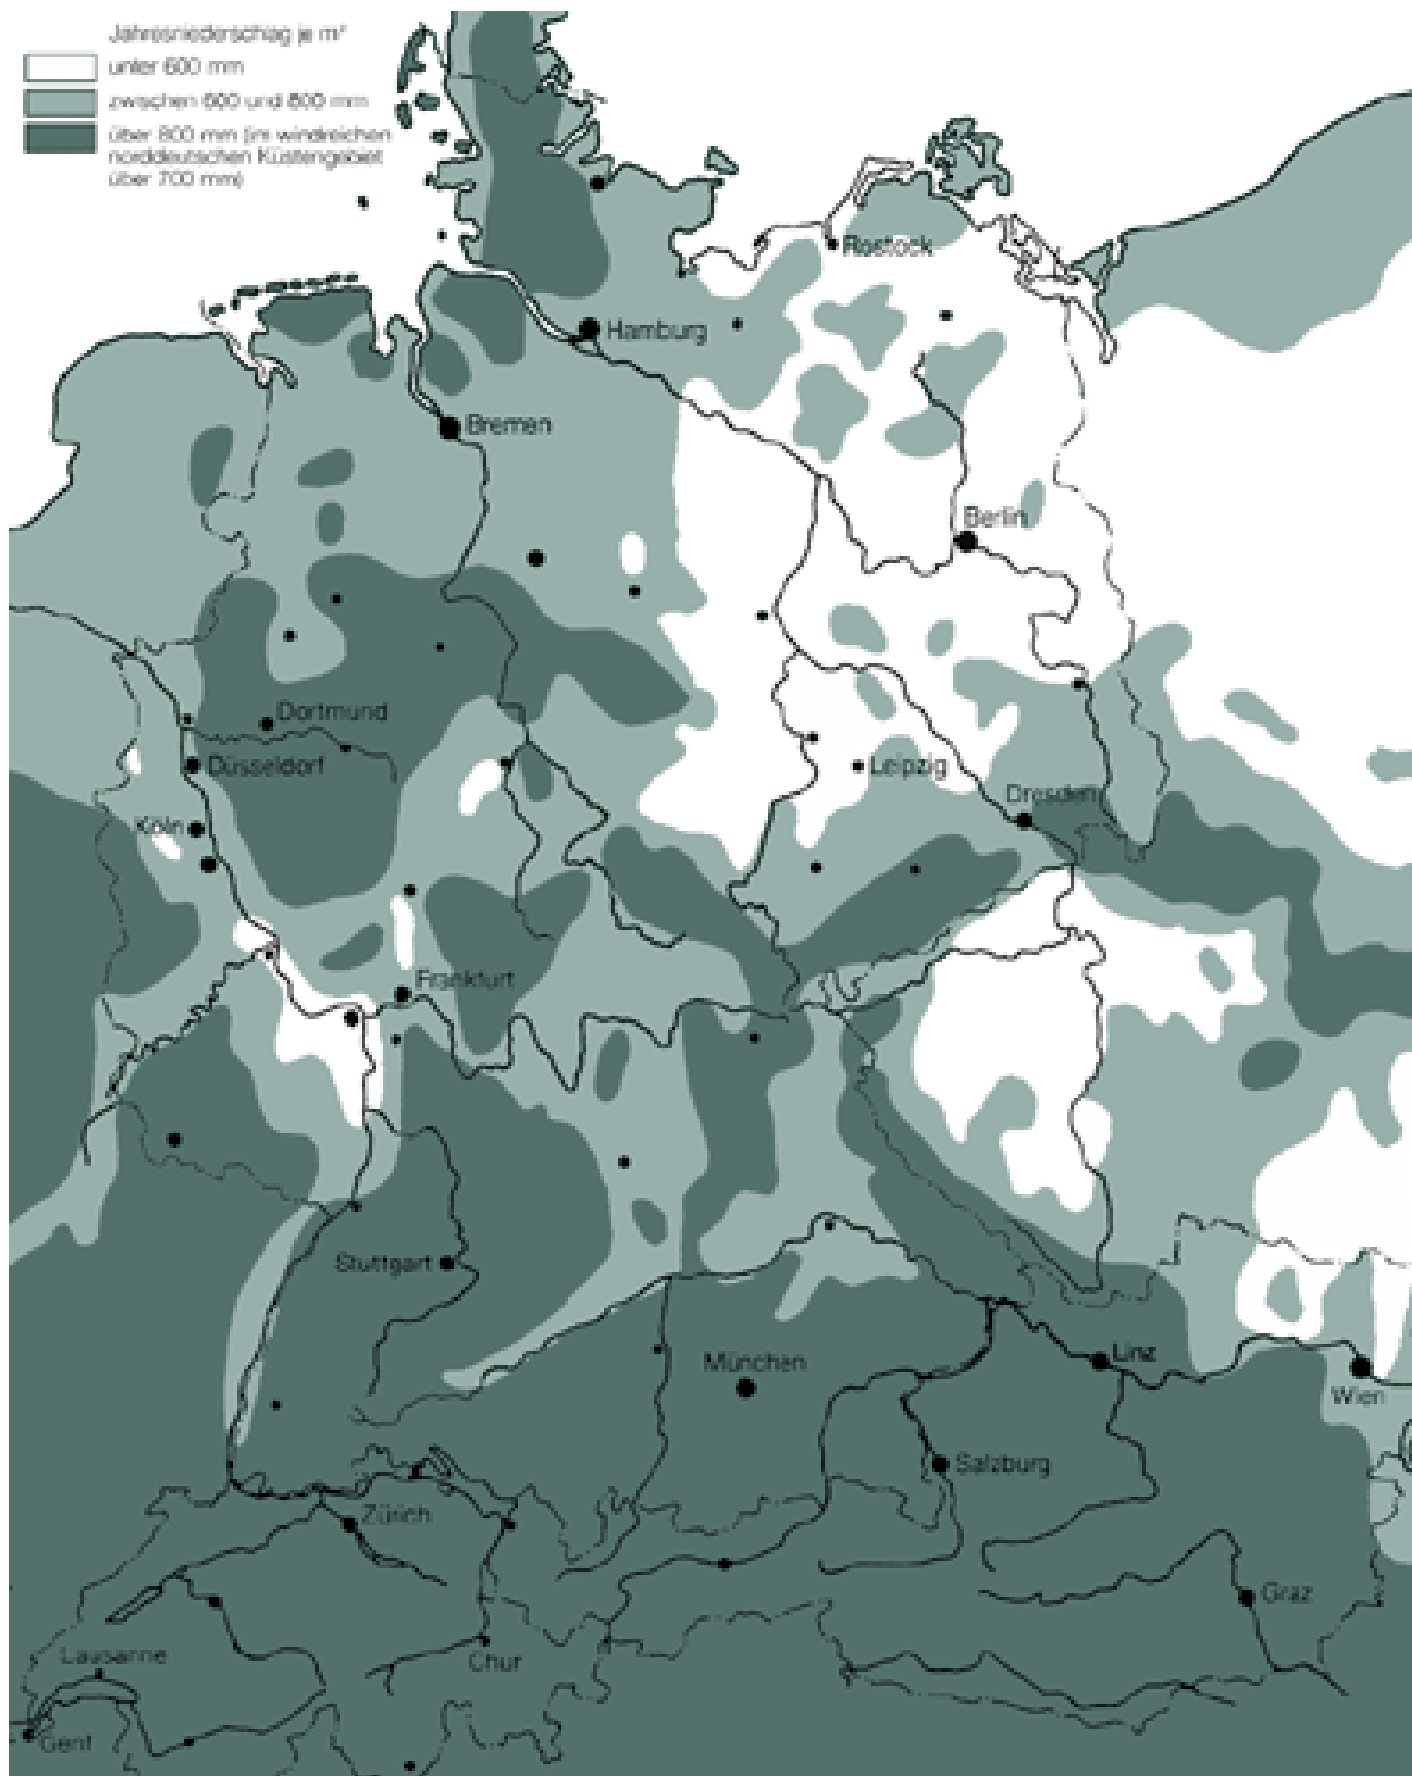 Jahresniederschlag je m²
unter 600 mm
zwischen 600 und 800 mm
über 800 mm (im windreichen
norddeutschen Küstengebiet
über 700 mm)
Rostock
Hamburg
Bremen
Berlin
Dortmund
Düsseldorf
Leipzig
Dresden
Köln
Frankfurt
Stuttgart
München
Linz
Wien
Salzburg
Zürich
Graz
Lausanne
Chur
Genf